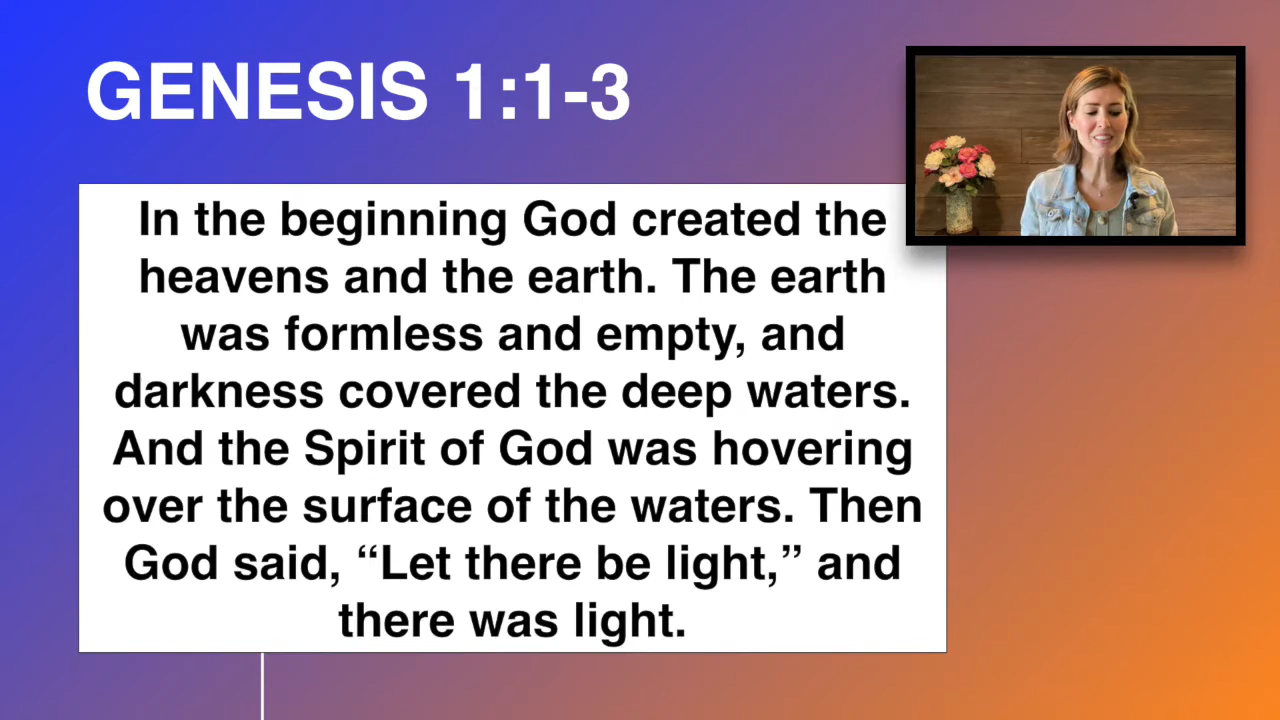 GENESIS 1:1-3
In the beginning God created the
heavens and the earth. The earth
was formless and empty, and
darkness covered the deep waters.
And the Spirit of God was hovering
over the surface of the waters. Then
God said, “Let there be light,” and
there was light.